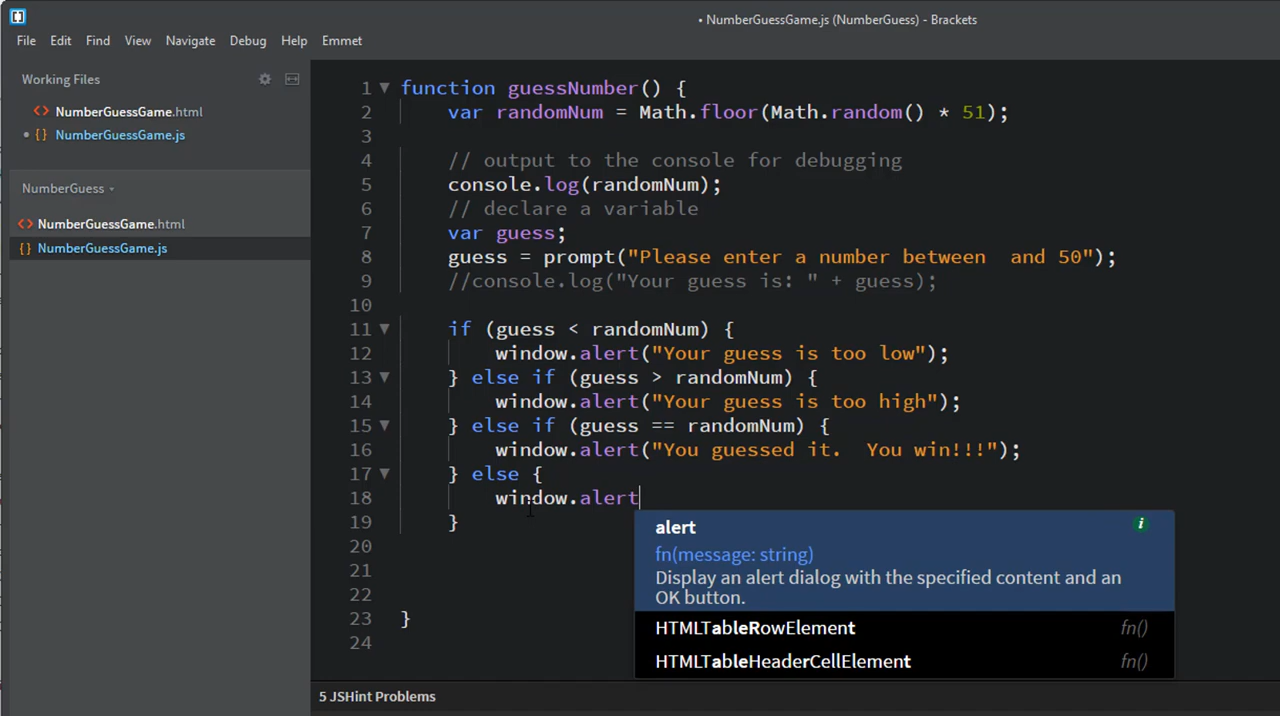 • NumberGuessGame.js (NumberGuess) - Brackets
File Edit Find View Navigate Debug Help Emmet
Working Files
<> NumberGuessGame.html
• {} NumberGuessGame.js
NumberGuess
<> NumberGuessGame.html
{} NumberGuessGame.js
1 function guessNumber() {
2 var randomNum = Math.floor(Math.random() * 51);
3
4 // output to the console for debugging
5 console.log(randomNum);
6 // declare a variable
7 var guess;
8 guess = prompt("Please enter a number between  and 50");
9 //console.log("Your guess is: " + guess);
10
11 if (guess < randomNum) {
12 window.alert("Your guess is too low");
13 } else if (guess > randomNum) {
14 window.alert("Your guess is too high");
15 } else if (guess == randomNum) {
16 window.alert("You guessed it.  You win!!!");
17 } else {
18 window.alert
19 }
20
21
22
23 }
24
alert i
fn(message: string)
Display an alert dialog with the specified content and an
OK button.
HTMLTableRowElement fn()
HTMLTableHeaderCellElement fn()
5 JSHint Problems